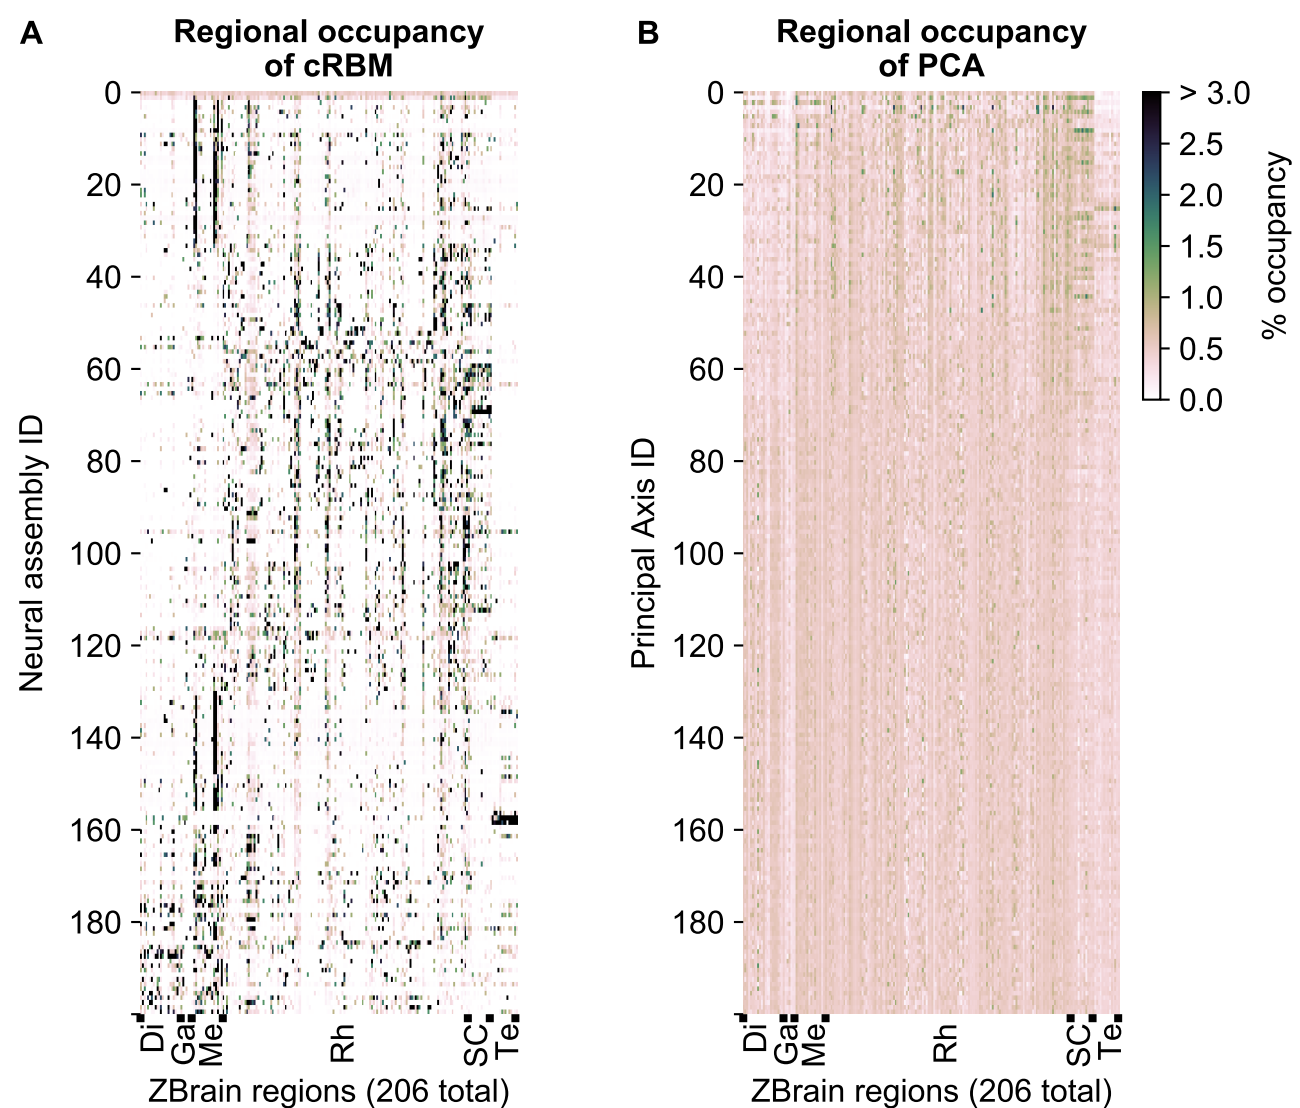 A
Regional occupancy
of cRBM
0
20
40
60
80
100
120
140
160
180
Neural assembly ID
Di
Ga
Me
Rh
SC
Te
ZBrain regions (206 total)
B
Regional occupancy
of PCA
0
20
40
60
80
100
120
140
160
180
Principal Axis ID
Di
Ga
Me
Rh
SC
Te
ZBrain regions (206 total)
> 3.0
2.5
2.0
1.5
1.0
0.5
0.0
% occupancy